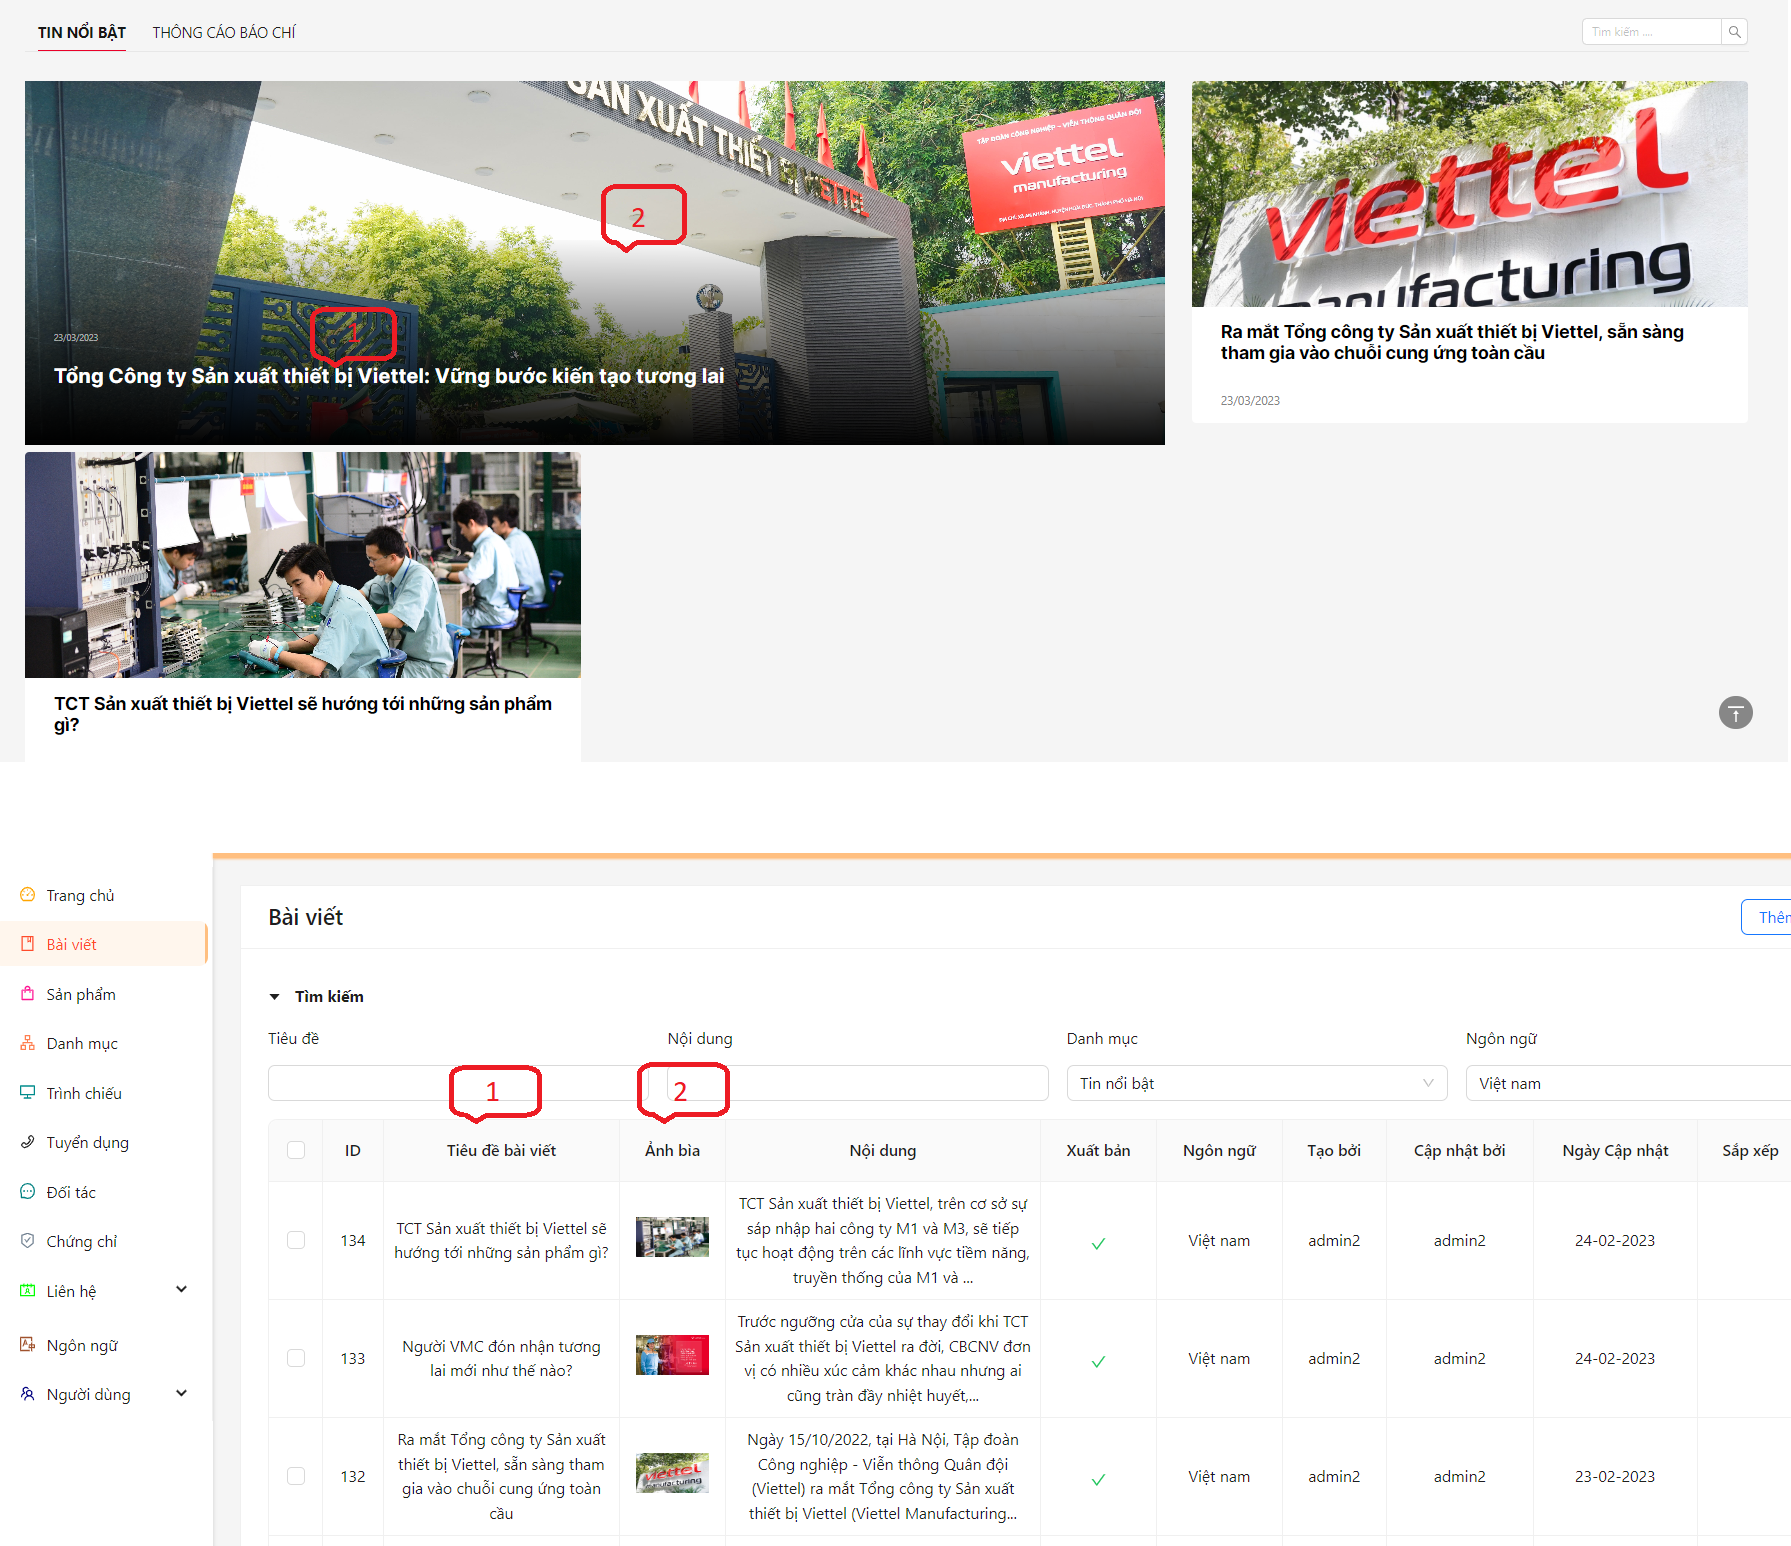 TIN NỔI BẬT
THÔNG CÁO BÁO CHÍ
Tìm kiếm ....
SẢN XUẤT THIẾT BỊ VIETTEL
TẬP ĐOÀN CÔNG NGHIỆP – VIỄN THÔNG QUÂN ĐỘI
viettel
manufacturing
2
1
23/03/2023
Tổng Công ty Sản xuất thiết bị Viettel: Vững bước kiến tạo tương lai
viettel
manufacturing
Ra mắt Tổng công ty Sản xuất thiết bị Viettel, sẵn sàng
tham gia vào chuỗi cung ứng toàn cầu
23/03/2023
TCT Sản xuất thiết bị Viettel sẽ hướng tới những sản phẩm
gì?
Trang chủ
Bài viết
Sản phẩm
Danh mục
Trình chiếu
Tuyển dụng
Đối tác
Chứng chỉ
Liên hệ
Ngôn ngữ
Người dùng
Bài viết
Thêm
Tìm kiếm
Tiêu đề
Nội dung
Danh mục
Ngôn ngữ
1
2
Tin nổi bật
Việt nam
ID
Tiêu đề bài viết
Ảnh bìa
Nội dung
Xuất bản
Ngôn ngữ
Tạo bởi
Cập nhật bởi
Ngày Cập nhật
Sắp xếp
134
TCT Sản xuất thiết bị Viettel sẽ
hướng tới những sản phẩm gì?
TCT Sản xuất thiết bị Viettel, trên cơ sở sự
sáp nhập hai công ty M1 và M3, sẽ tiếp
tục hoạt động trên các lĩnh vực tiềm năng,
truyền thống của M1 và ...
Việt nam
admin2
admin2
24-02-2023
133
Người VMC đón nhận tương
lai mới như thế nào?
Trước ngưỡng cửa của sự thay đổi khi TCT
Sản xuất thiết bị Viettel ra đời, CBCNV đơn
vị có nhiều xúc cảm khác nhau nhưng ai
cũng tràn đầy nhiệt huyết,...
Việt nam
admin2
admin2
24-02-2023
132
Ra mắt Tổng công ty Sản xuất
thiết bị Viettel, sẵn sàng tham
gia vào chuỗi cung ứng toàn
cầu
viettel
manufacturing
Ngày 15/10/2022, tại Hà Nội, Tập đoàn
Công nghiệp - Viễn thông Quân đội
(Viettel) ra mắt Tổng công ty Sản xuất
thiết bị Viettel (Viettel Manufacturing...
Việt nam
admin2
admin2
23-02-2023